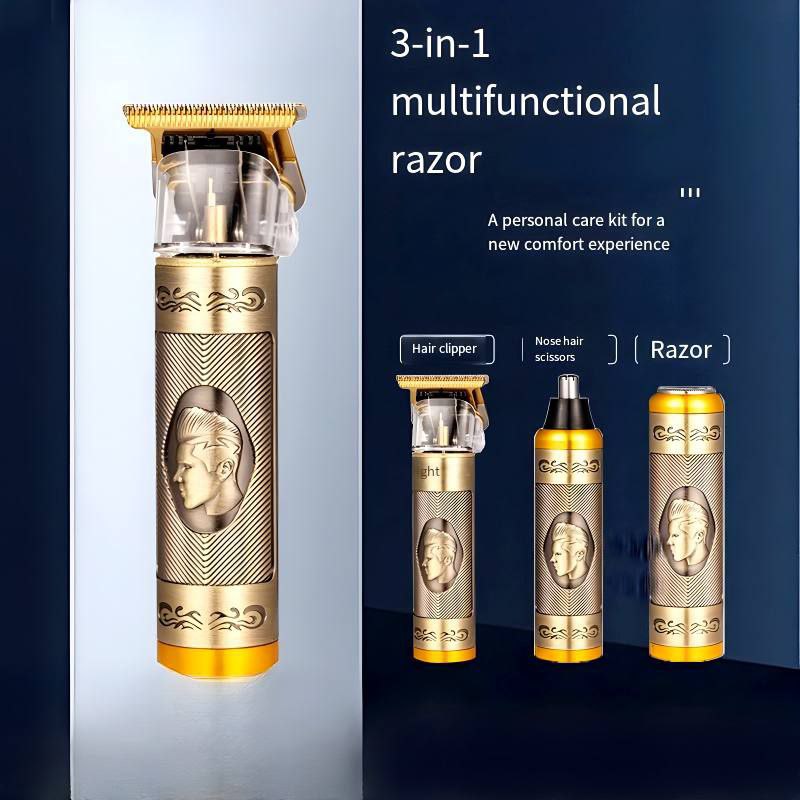 3-in-1
multifunctional
razor
A personal care kit for a
new comfort experience
Hair clipper
Nose hair
scissors
Razor